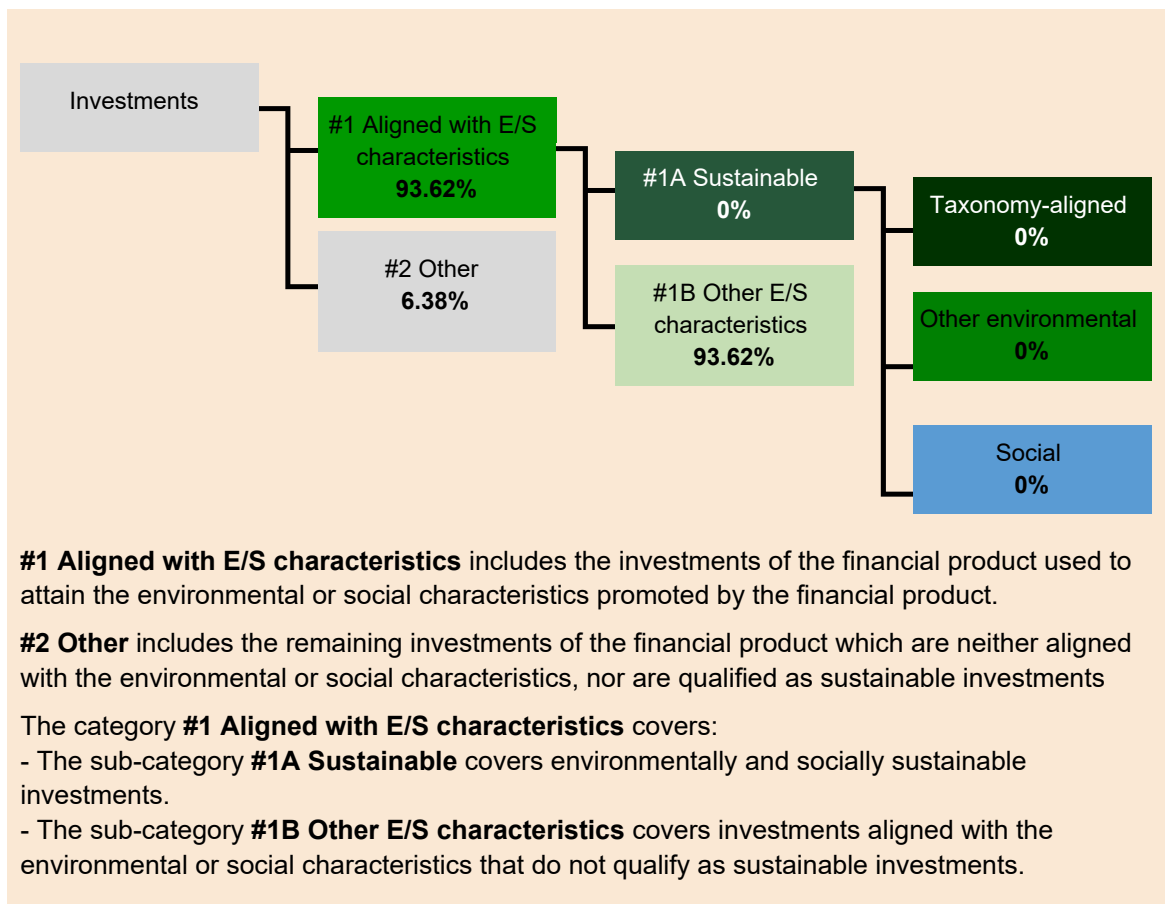 Investments
#1 Aligned with E/S
characteristics
93.62%
#2 Other
6.38%
#1A Sustainable
0%
#1B Other E/S
characteristics
93.62%
Taxonomy-aligned
0%
Other environmental
0%
Social
0%
#1 Aligned with E/S characteristics includes the investments of the financial product used to
attain the environmental or social characteristics promoted by the financial product.
#2 Other includes the remaining investments of the financial product which are neither aligned
with the environmental or social characteristics, nor are qualified as sustainable investments
The category #1 Aligned with E/S characteristics covers:
- The sub-category #1A Sustainable covers environmentally and socially sustainable
investments.
- The sub-category #1B Other E/S characteristics covers investments aligned with the
environmental or social characteristics that do not qualify as sustainable investments.